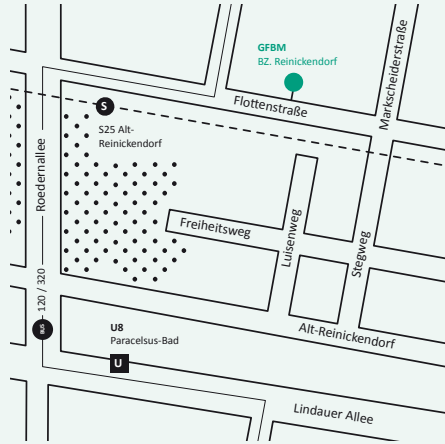 GFBM
BZ. Reinickendorf
Markscheiderstraße
Flottenstraße
S
S25 Alt-
Reinickendorf
Roedernallee
Freiheitsweg
Luisenweg
Stegweg
120 / 320
BUS
U8
Paracelsus-Bad
U
Alt-Reinickendorf
Lindauer Allee